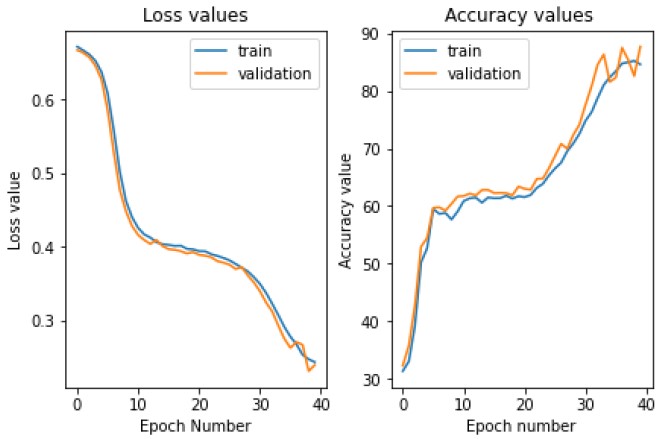 Loss values
train
validation
0.6
0.5
0.4
0.3
Loss value
0
10
20
30
40
Epoch Number
Accuracy values
train
validation
90
80
70
60
50
40
30
Accuracy value
0
10
20
30
40
Epoch number